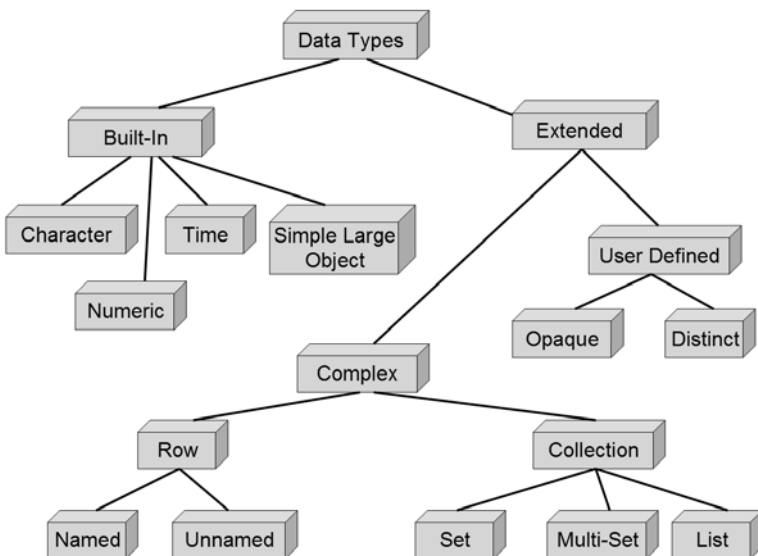 Data Types
Built-In
Extended
Character
Time
Simple Large
Object
User Defined
Numeric
Opaque
Distinct
Complex
Row
Collection
Named
Unnamed
Set
Multi-Set
List